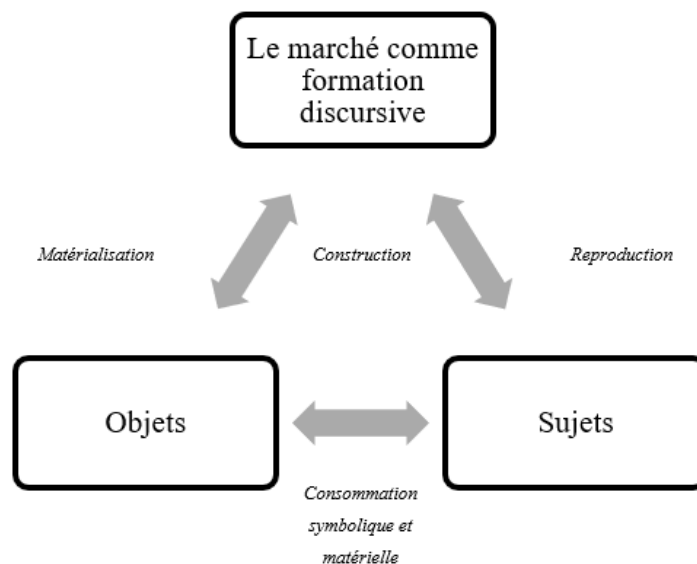 Le marché comme
formation
discursive
Matérialisation
Construction
Reproduction
Objets
Sujets
Consommation
symbolique et
matérielle